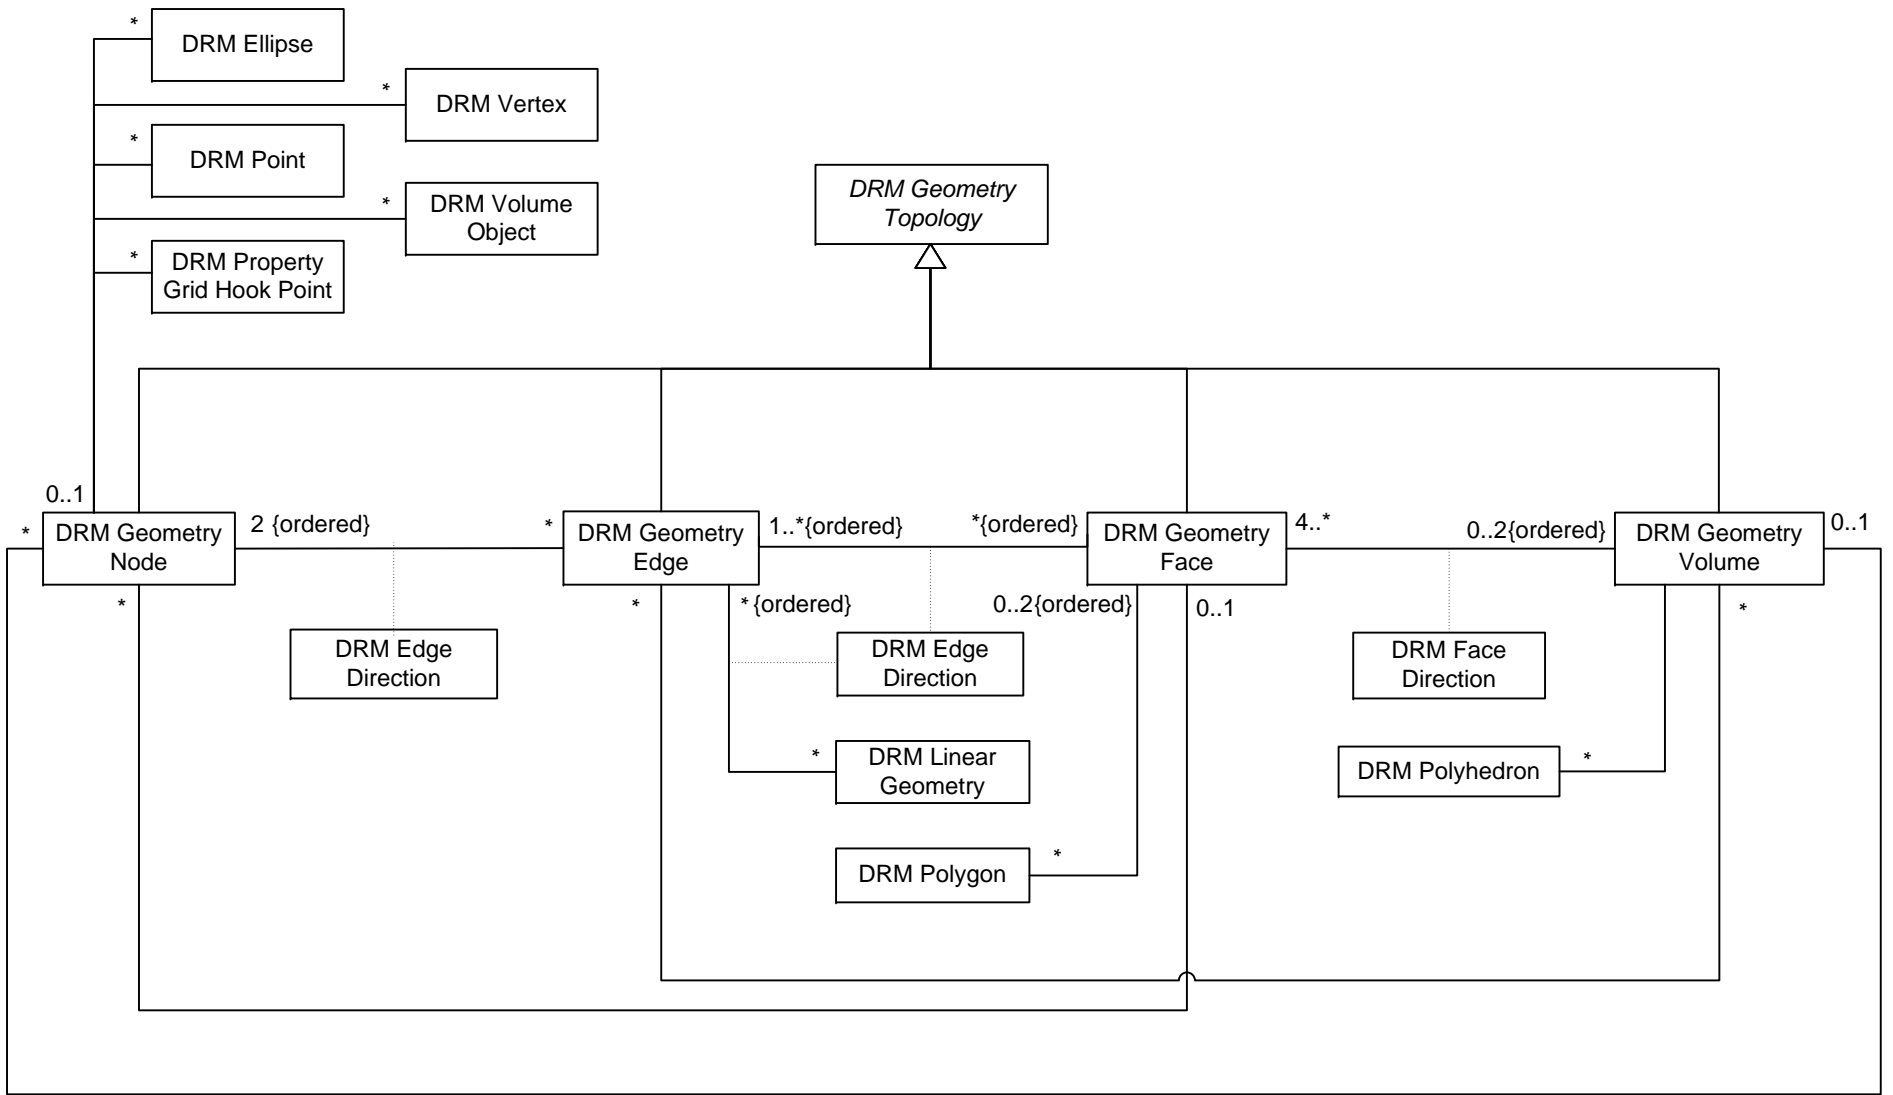 *
DRM Ellipse
*
DRM Vertex
*
DRM Point
*
DRM Volume
Object
*
DRM Property
Grid Hook Point
DRM Geometry
Topology
0..1
*
DRM Geometry
Node
*
2 {ordered}
*
DRM Geometry
Edge
*
1..*{ordered}
*{ordered}
DRM Geometry
Face
4..*
0..2{ordered}
DRM Geometry
Volume
0..1
*
* {ordered}
0..2{ordered}
0..1
DRM Edge
Direction
DRM Edge
Direction
DRM Face
Direction
*
DRM Linear
Geometry
DRM Polyhedron
*
DRM Polygon
*